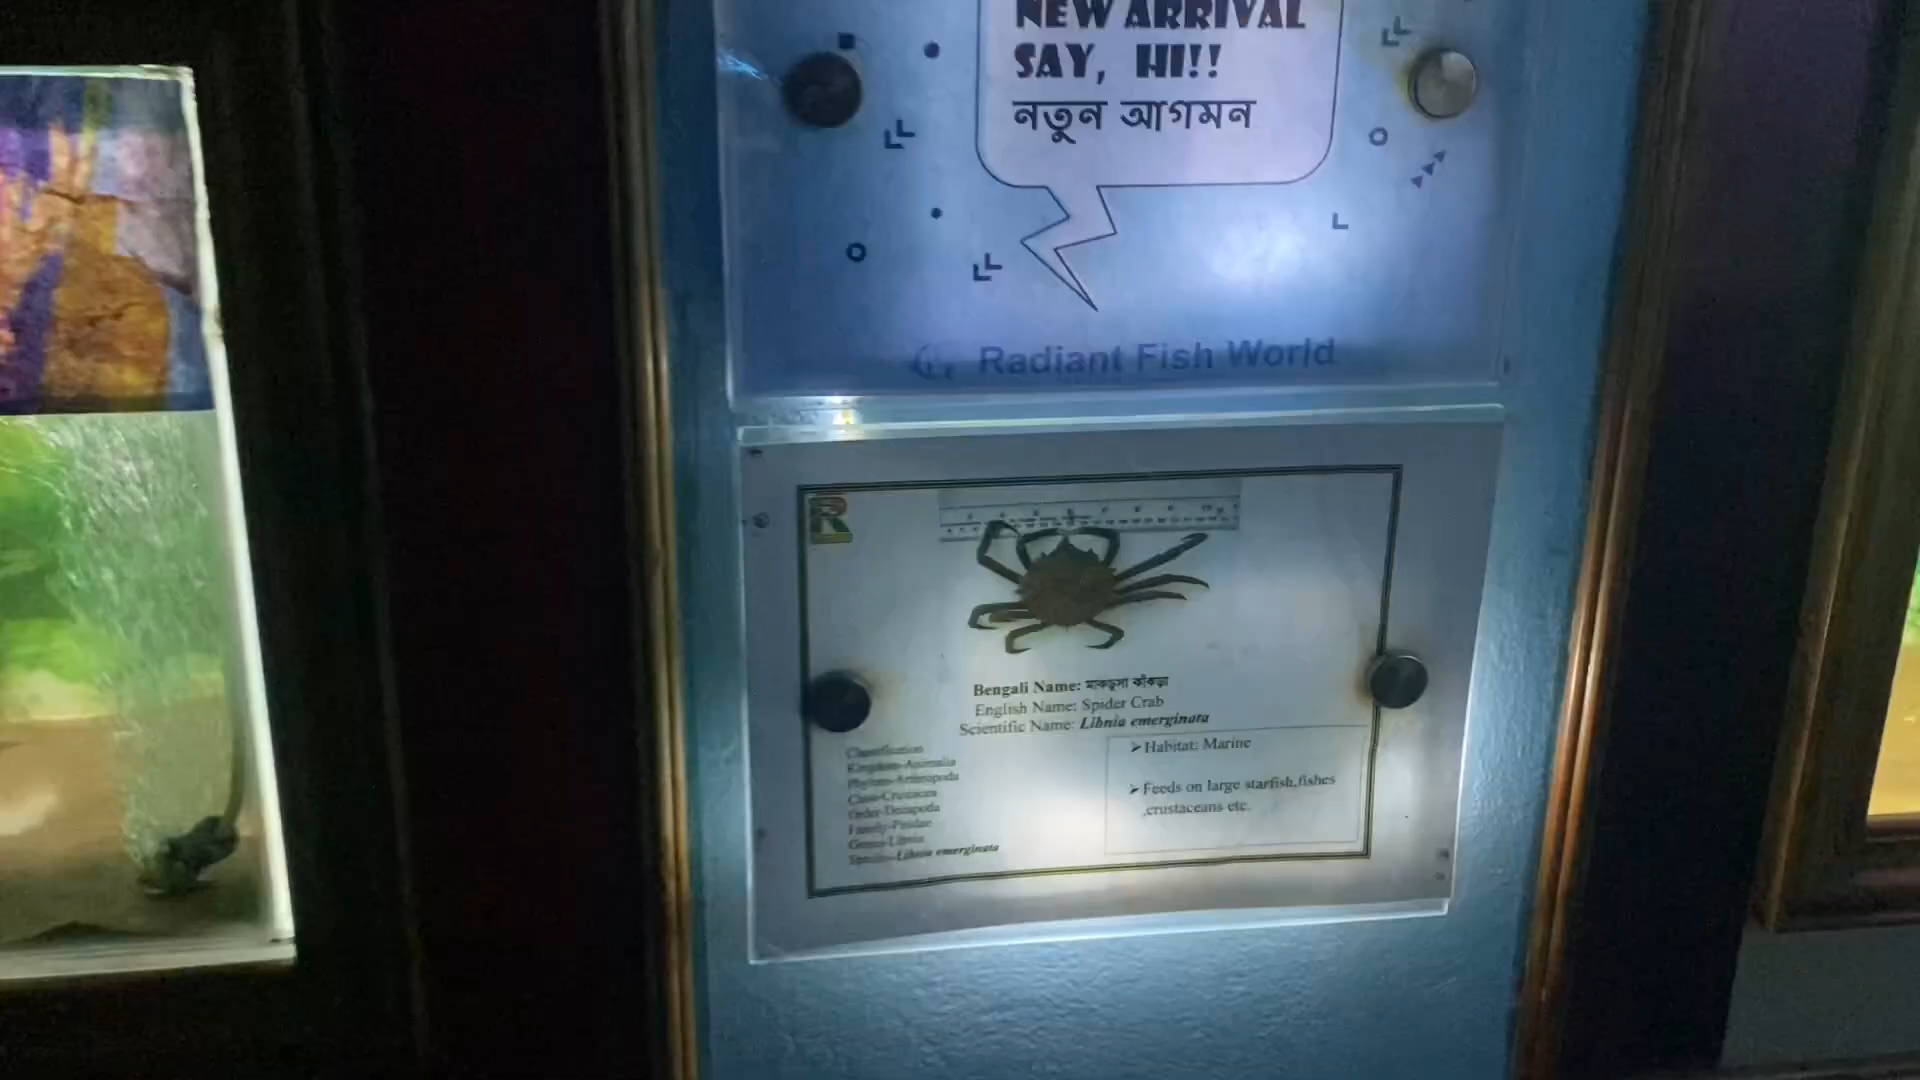 NEW ARRIVAL
SAY, HI!!
নতুন আগমন
Radiant Fish World
R
Bengali Name: মাকড়সা কাঁকড়া
English Name: Spider Crab
Scientific Name: Libnia emerginata
Classification
Kingdom-Animalia
Phylum-Arthropoda
Class-Crustacea
Order-Decapoda
Genus-Libnia
Species-Libnia emerginata
➢Habitat: Marine
➢Feeds on large starfish,fishes
,crustaceans etc.